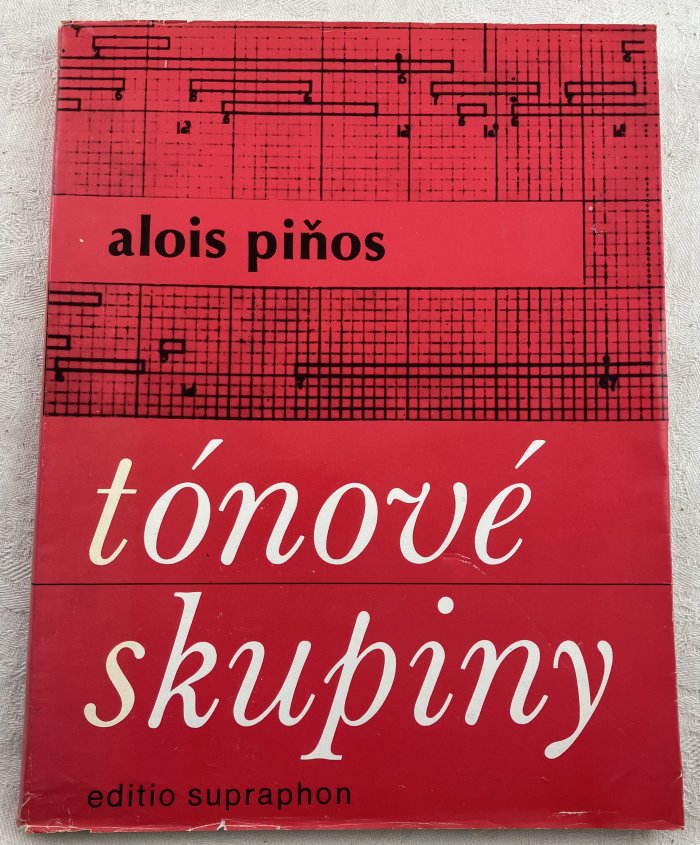 alois piňos
tónové
skupiny
editio supraphon